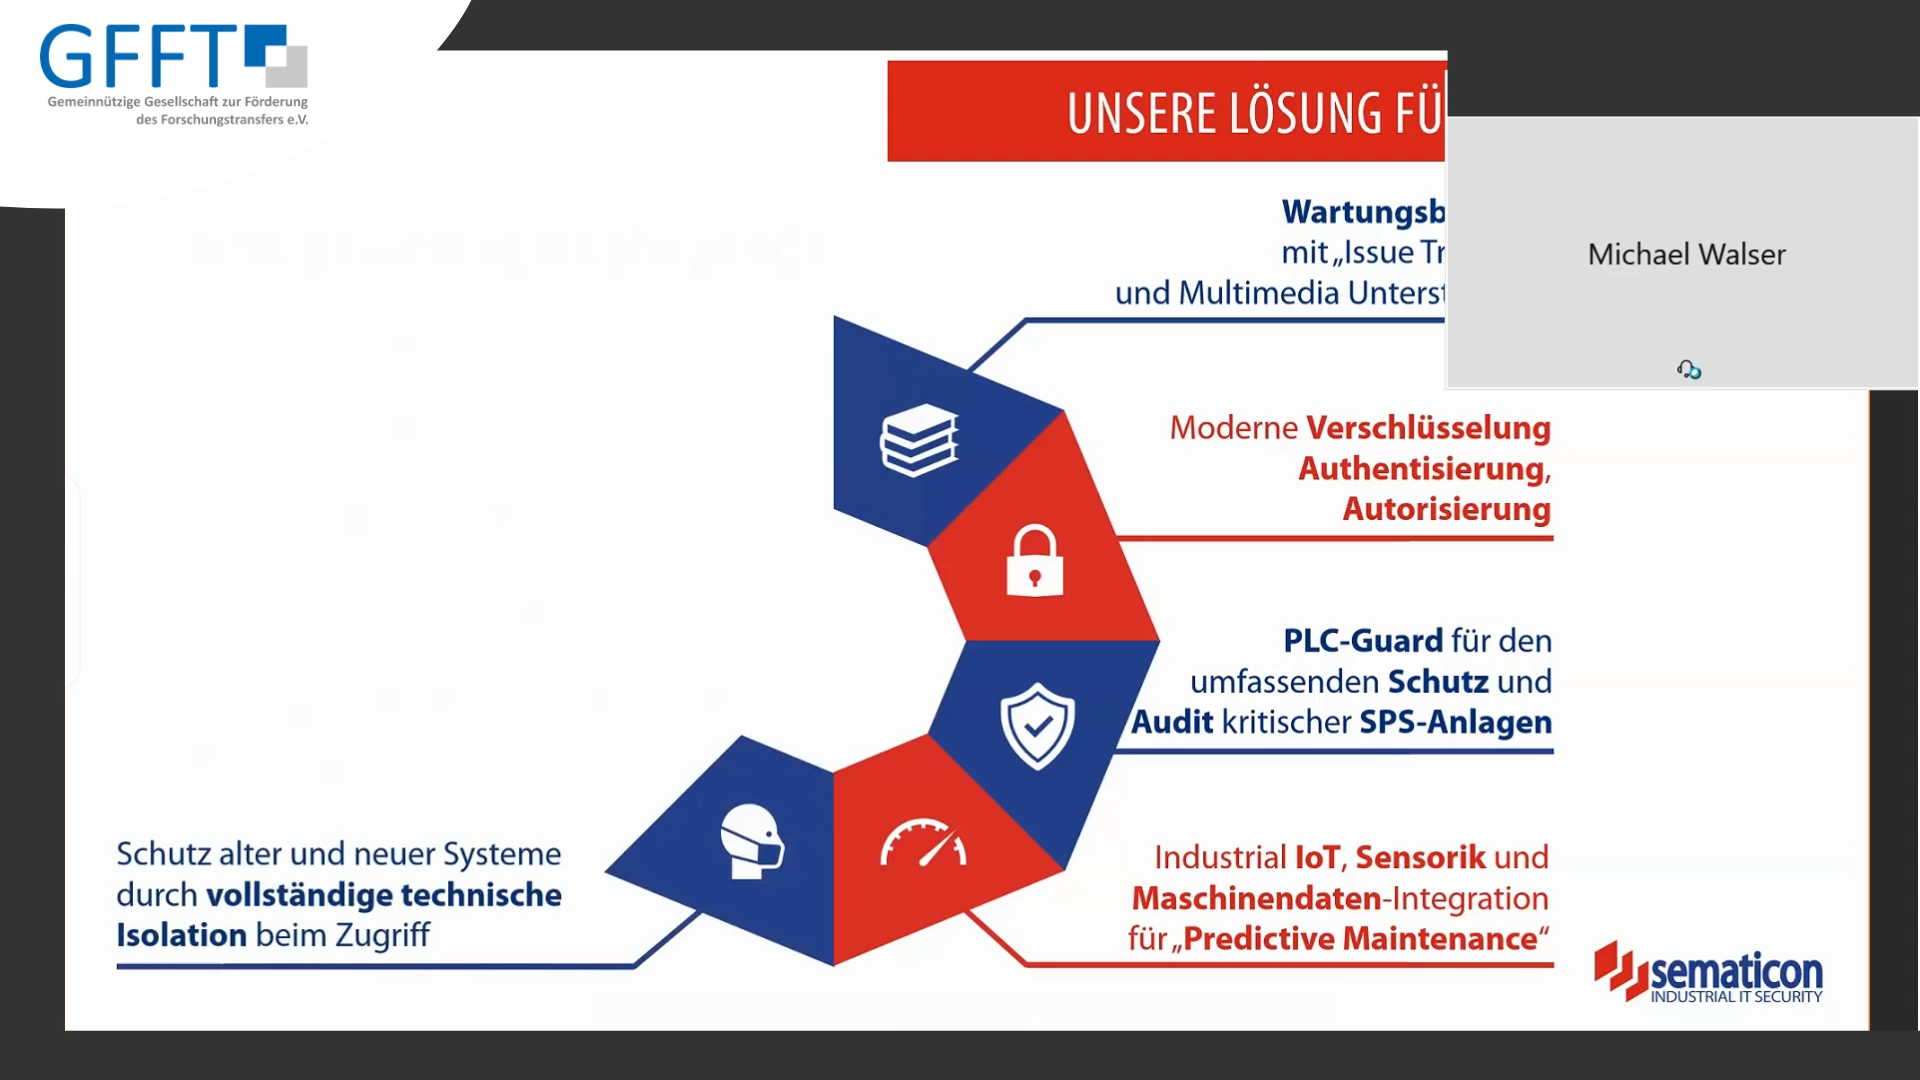 GFFT
Gemeinnützige Gesellschaft zur Förderung
des Forschungstransfers e.V.
UNSERE LÖSUNG FÜ
Wartungsb
mit „Issue Tr
und Multimedia Unterst
Michael Walser
Moderne Verschlüsselung
Authentisierung,
Autorisierung
PLC-Guard für den
umfassenden Schutz und
Audit kritischer SPS-Anlagen
Schutz alter und neuer Systeme
durch vollständige technische
Isolation beim Zugriff
Industrial IoT, Sensorik und
Maschinendaten-Integration
für „Predictive Maintenance“
sematicon
INDUSTRIAL IT SECURITY